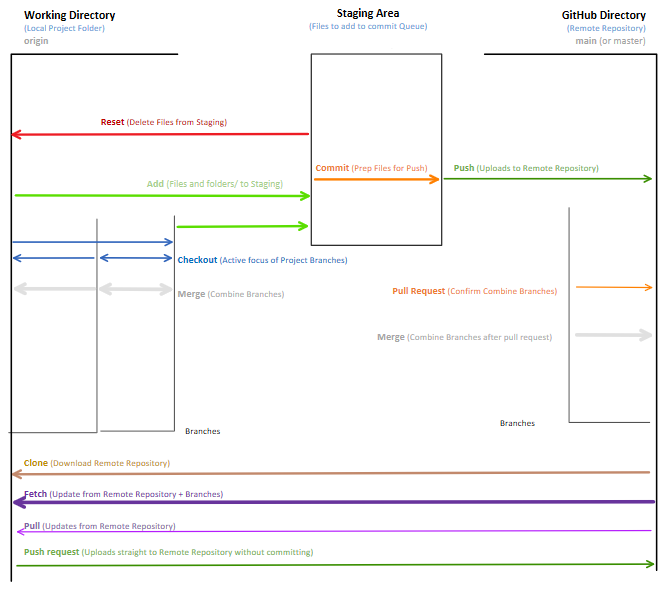 Working Directory
(Local Project Folder)
origin
Staging Area
(Files to add to commit Queue)
GitHub Directory
(Remote Repository)
main (or master)
Reset (Delete Files from Staging)
Commit (Prep Files for Push)
Push (Uploads to Remote Repository)
Add (Files and folders/ to Staging)
Checkout (Active focus of Project Branches)
Merge (Combine Branches)
Pull Request (Confirm Combine Branches)
Merge (Combine Branches after pull request)
Branches
Branches
Clone (Download Remote Repository)
Fetch (Update from Remote Repository + Branches)
Pull (Updates from Remote Repository)
Push request (Uploads straight to Remote Repository without committing)